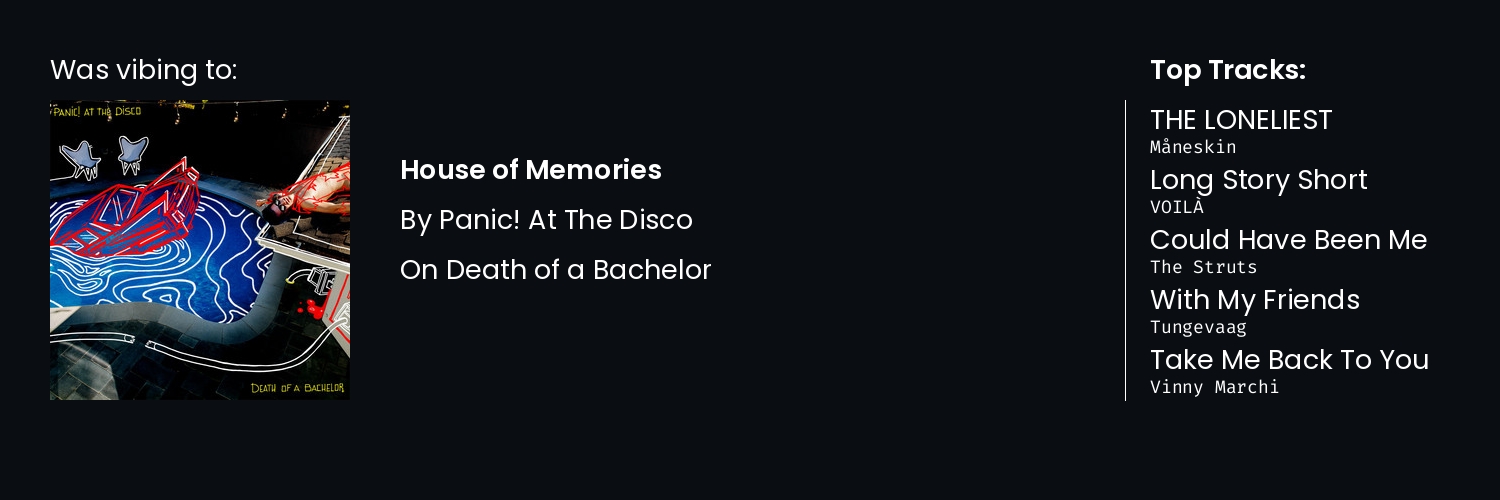 Was vibing to:
PANIC! AT THE DISCO
DEATH OF A BACHELOR
House of Memories
By Panic! At The Disco
On Death of a Bachelor
Top Tracks:
THE LONELIEST
Måneskin
Long Story Short
VOILÀ
Could Have Been Me
The Struts
With My Friends
Tungevaag
Take Me Back To You
Vinny Marchi